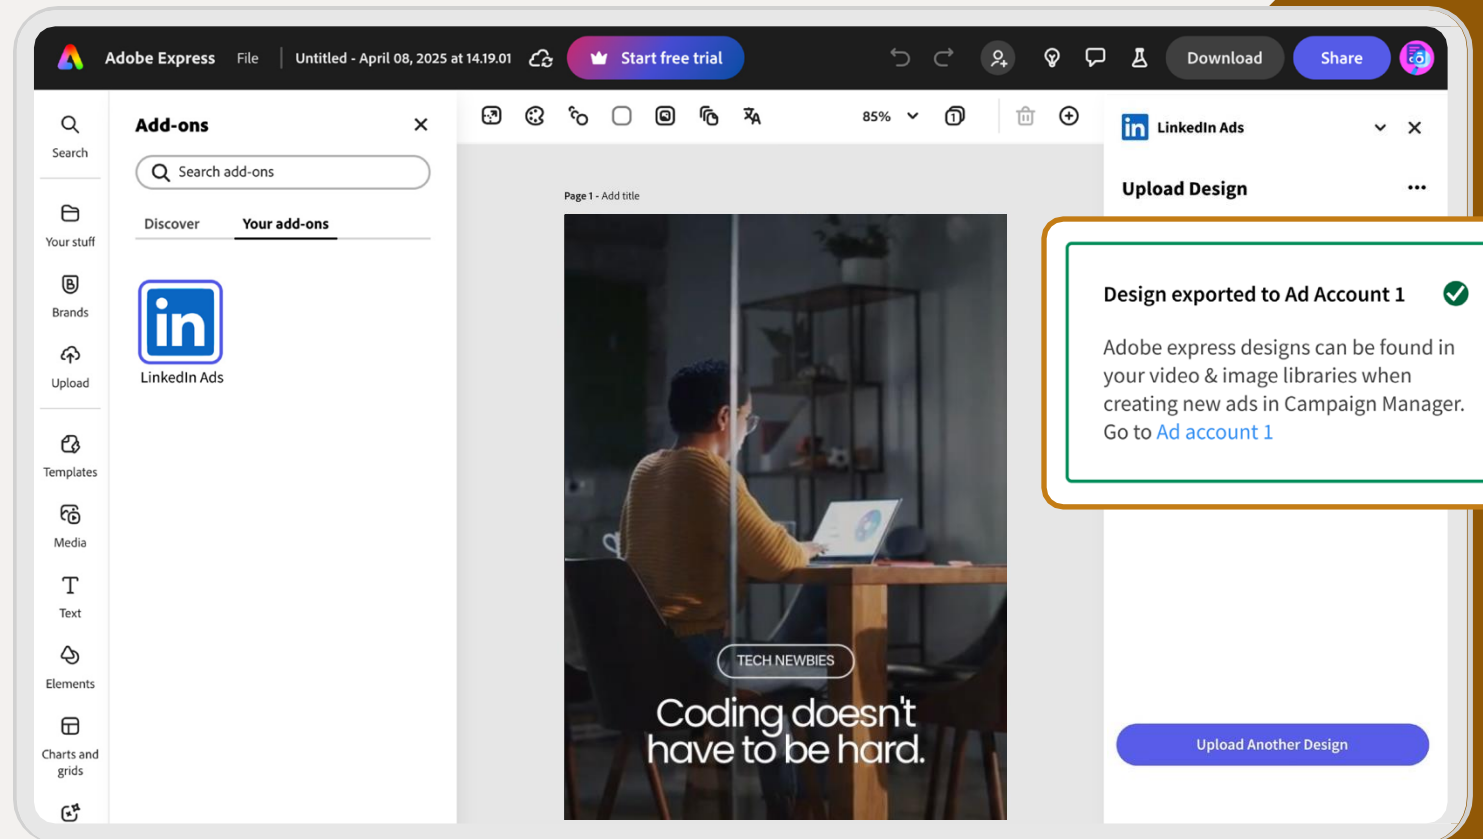 Adobe Express
File
Untitled - April 08, 2025 at 14.19.01
Start free trial
Download
Share
Search
Your stuff
Brands
Upload
Templates
Media
Text
Elements
Charts and
grids
Add-ons
Search add-ons
Discover
Your add-ons
in
LinkedIn Ads
85%
1
Page 1 - Add title
TECH NEWBIES
Coding doesn't
have to be hard.
in
LinkedIn Ads
Upload Design
Design exported to Ad Account 1
Adobe express designs can be found in
your video & image libraries when
creating new ads in Campaign Manager.
Go to Ad account 1
Upload Another Design